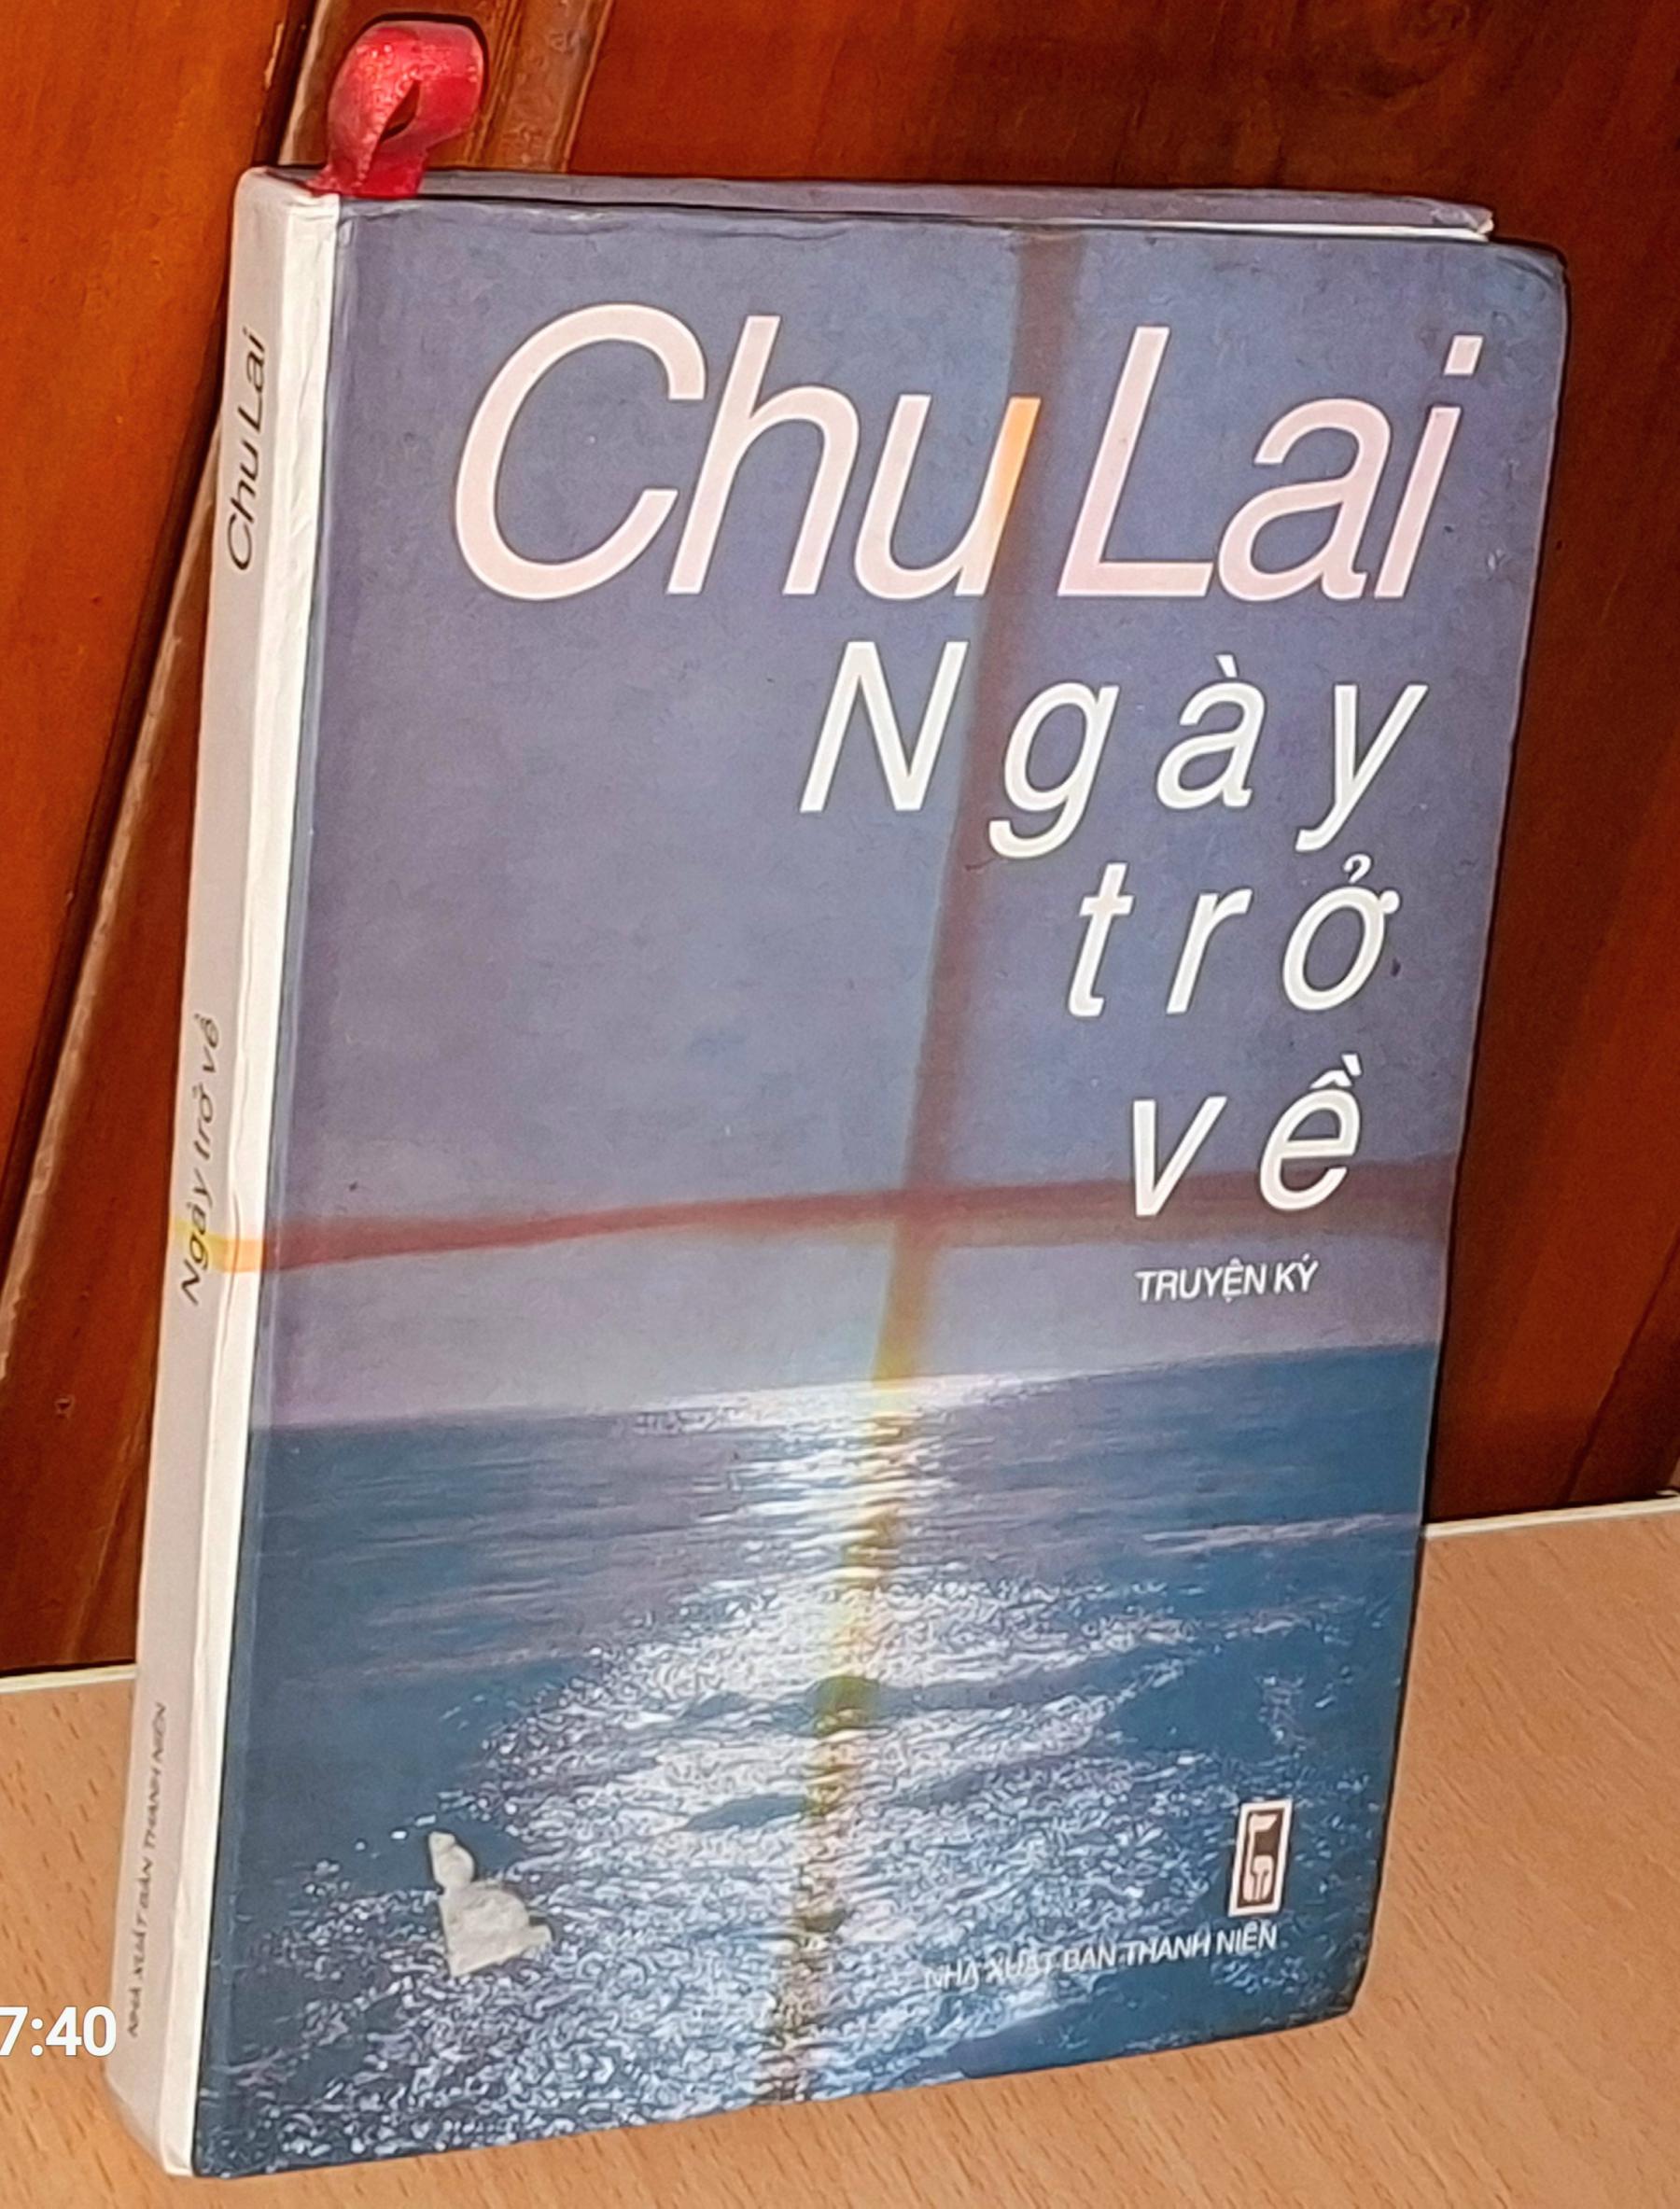 Chu Lai
Ngày trở về
NHÀ XUẤT BẢN THANH NIÊN
Chu Lai
Ngày
trở
về
TRUYỆN KÝ
NHÀ XUẤT BẢN THANH NIÊN
7:40